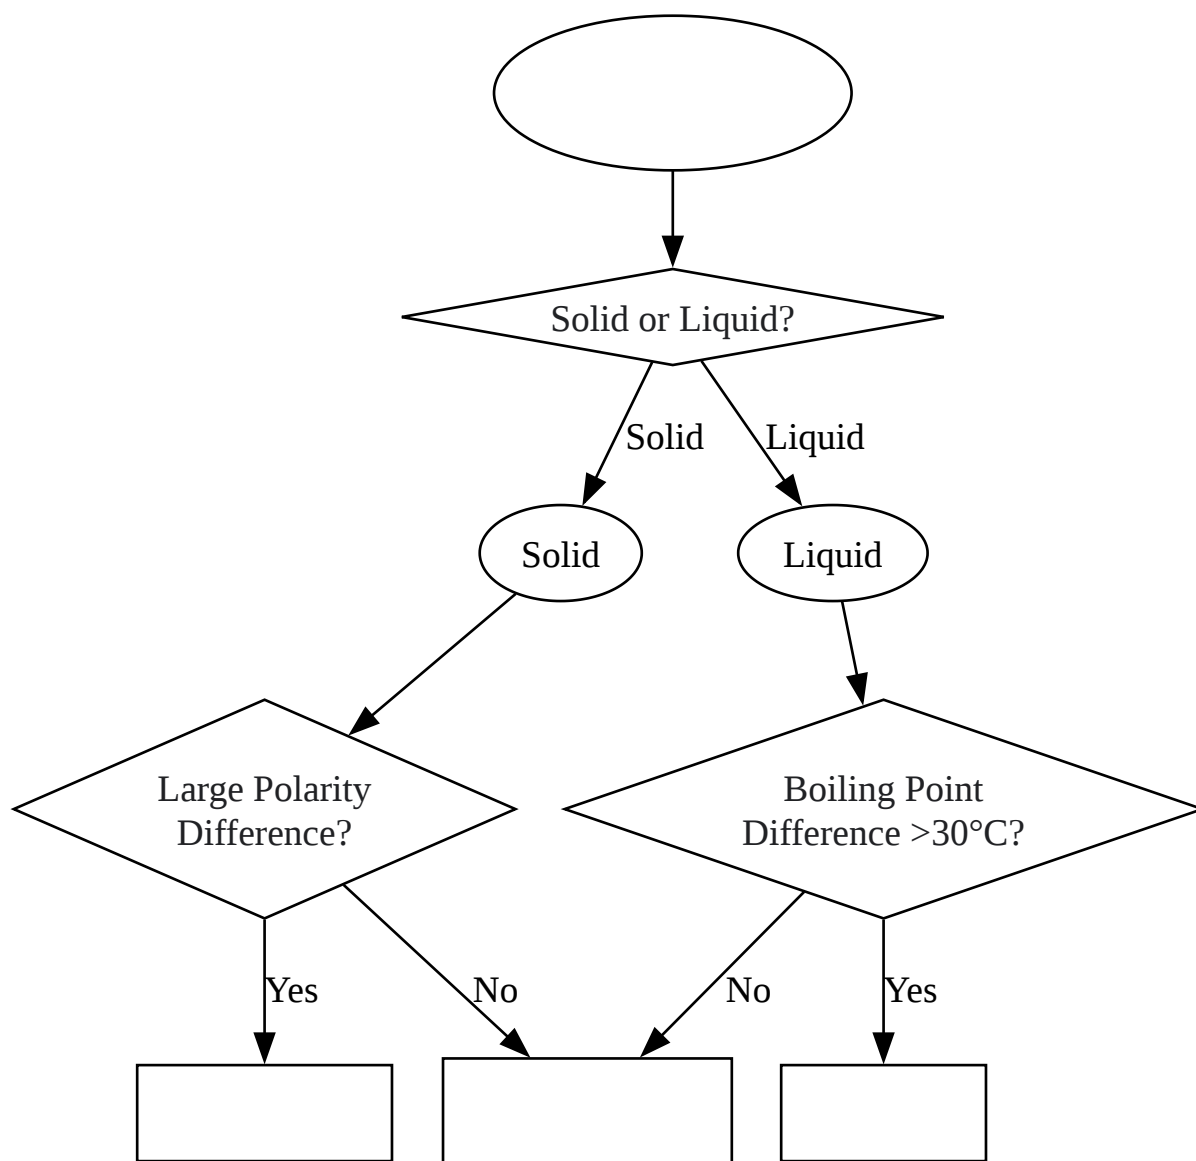 Solid or Liquid?
Solid
Liquid
Solid
Liquid
Large Polarity
Difference?
Boiling Point
Difference >30°C?
Yes
No
No
Yes